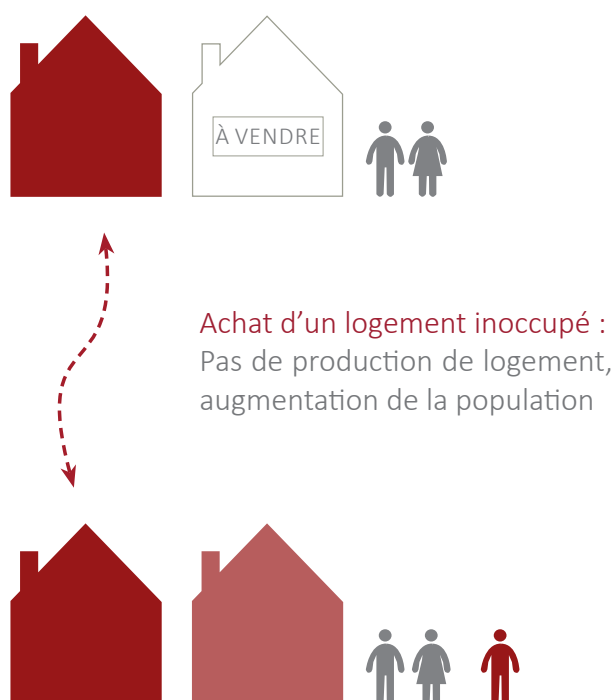 À VENDRE
Achat d’un logement inoccupé :
Pas de production de logement,
augmentation de la population